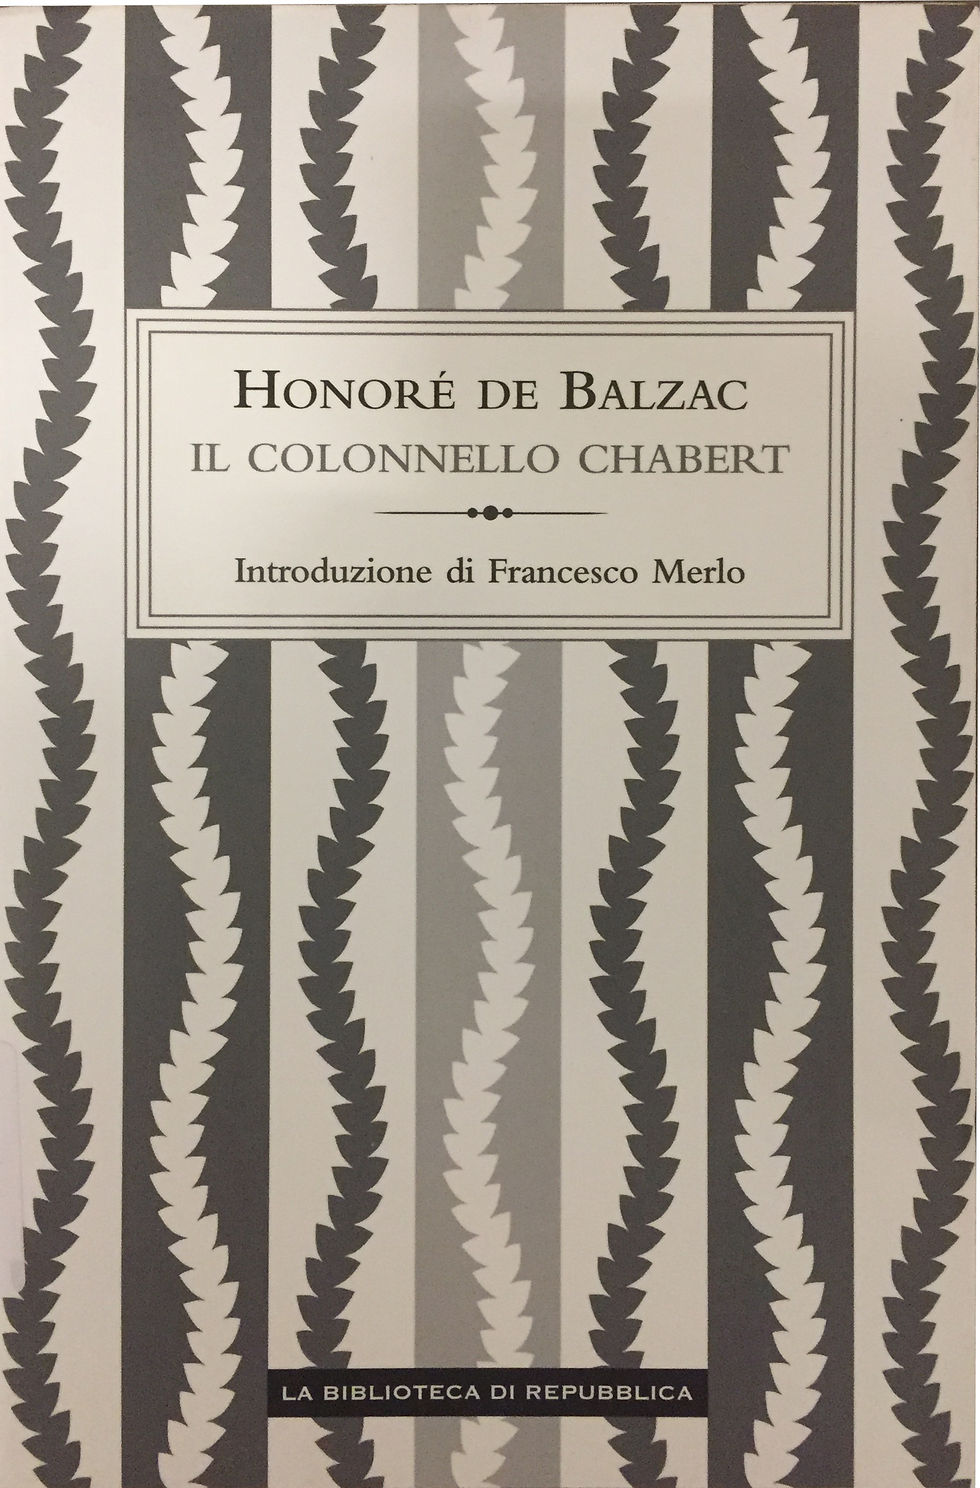 HONORÉ DE BALZAC
IL COLONNELLO CHABERT
Introduzione di Francesco Merlo
LA BIBLIOTECA DI REPUBBLICA